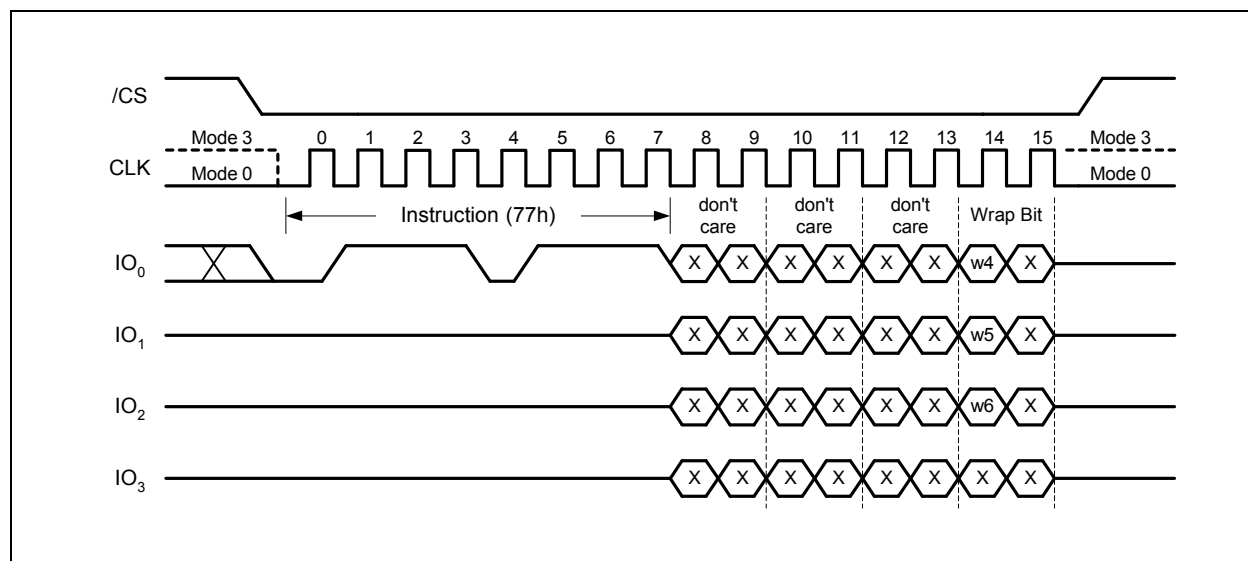 /CS
Mode 3 0 1 2 3 4 5 6 7 8 9 10 11 12 13 14 15 Mode 3
CLK
Mode 0 Mode 0
Instruction (77h) don't care don't care don't care Wrap Bit
IO0 X X X X X X w4 X
IO1 X X X X X X w5 X
IO2 X X X X X X w6 X
IO3 X X X X X X X X